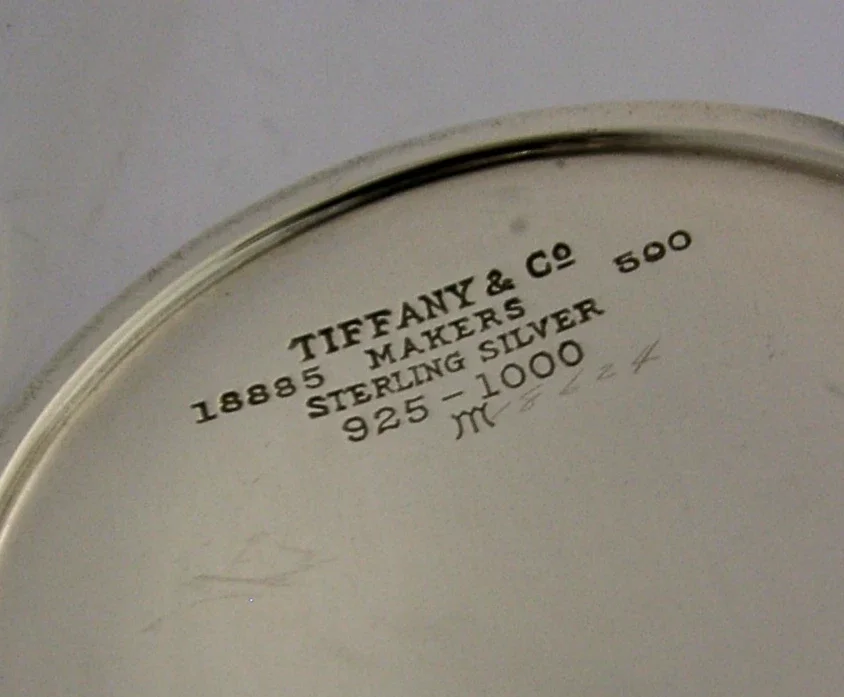 TIFFANY & Cº
18885 MAKERS 500
STERLING SILVER
925-1000
M